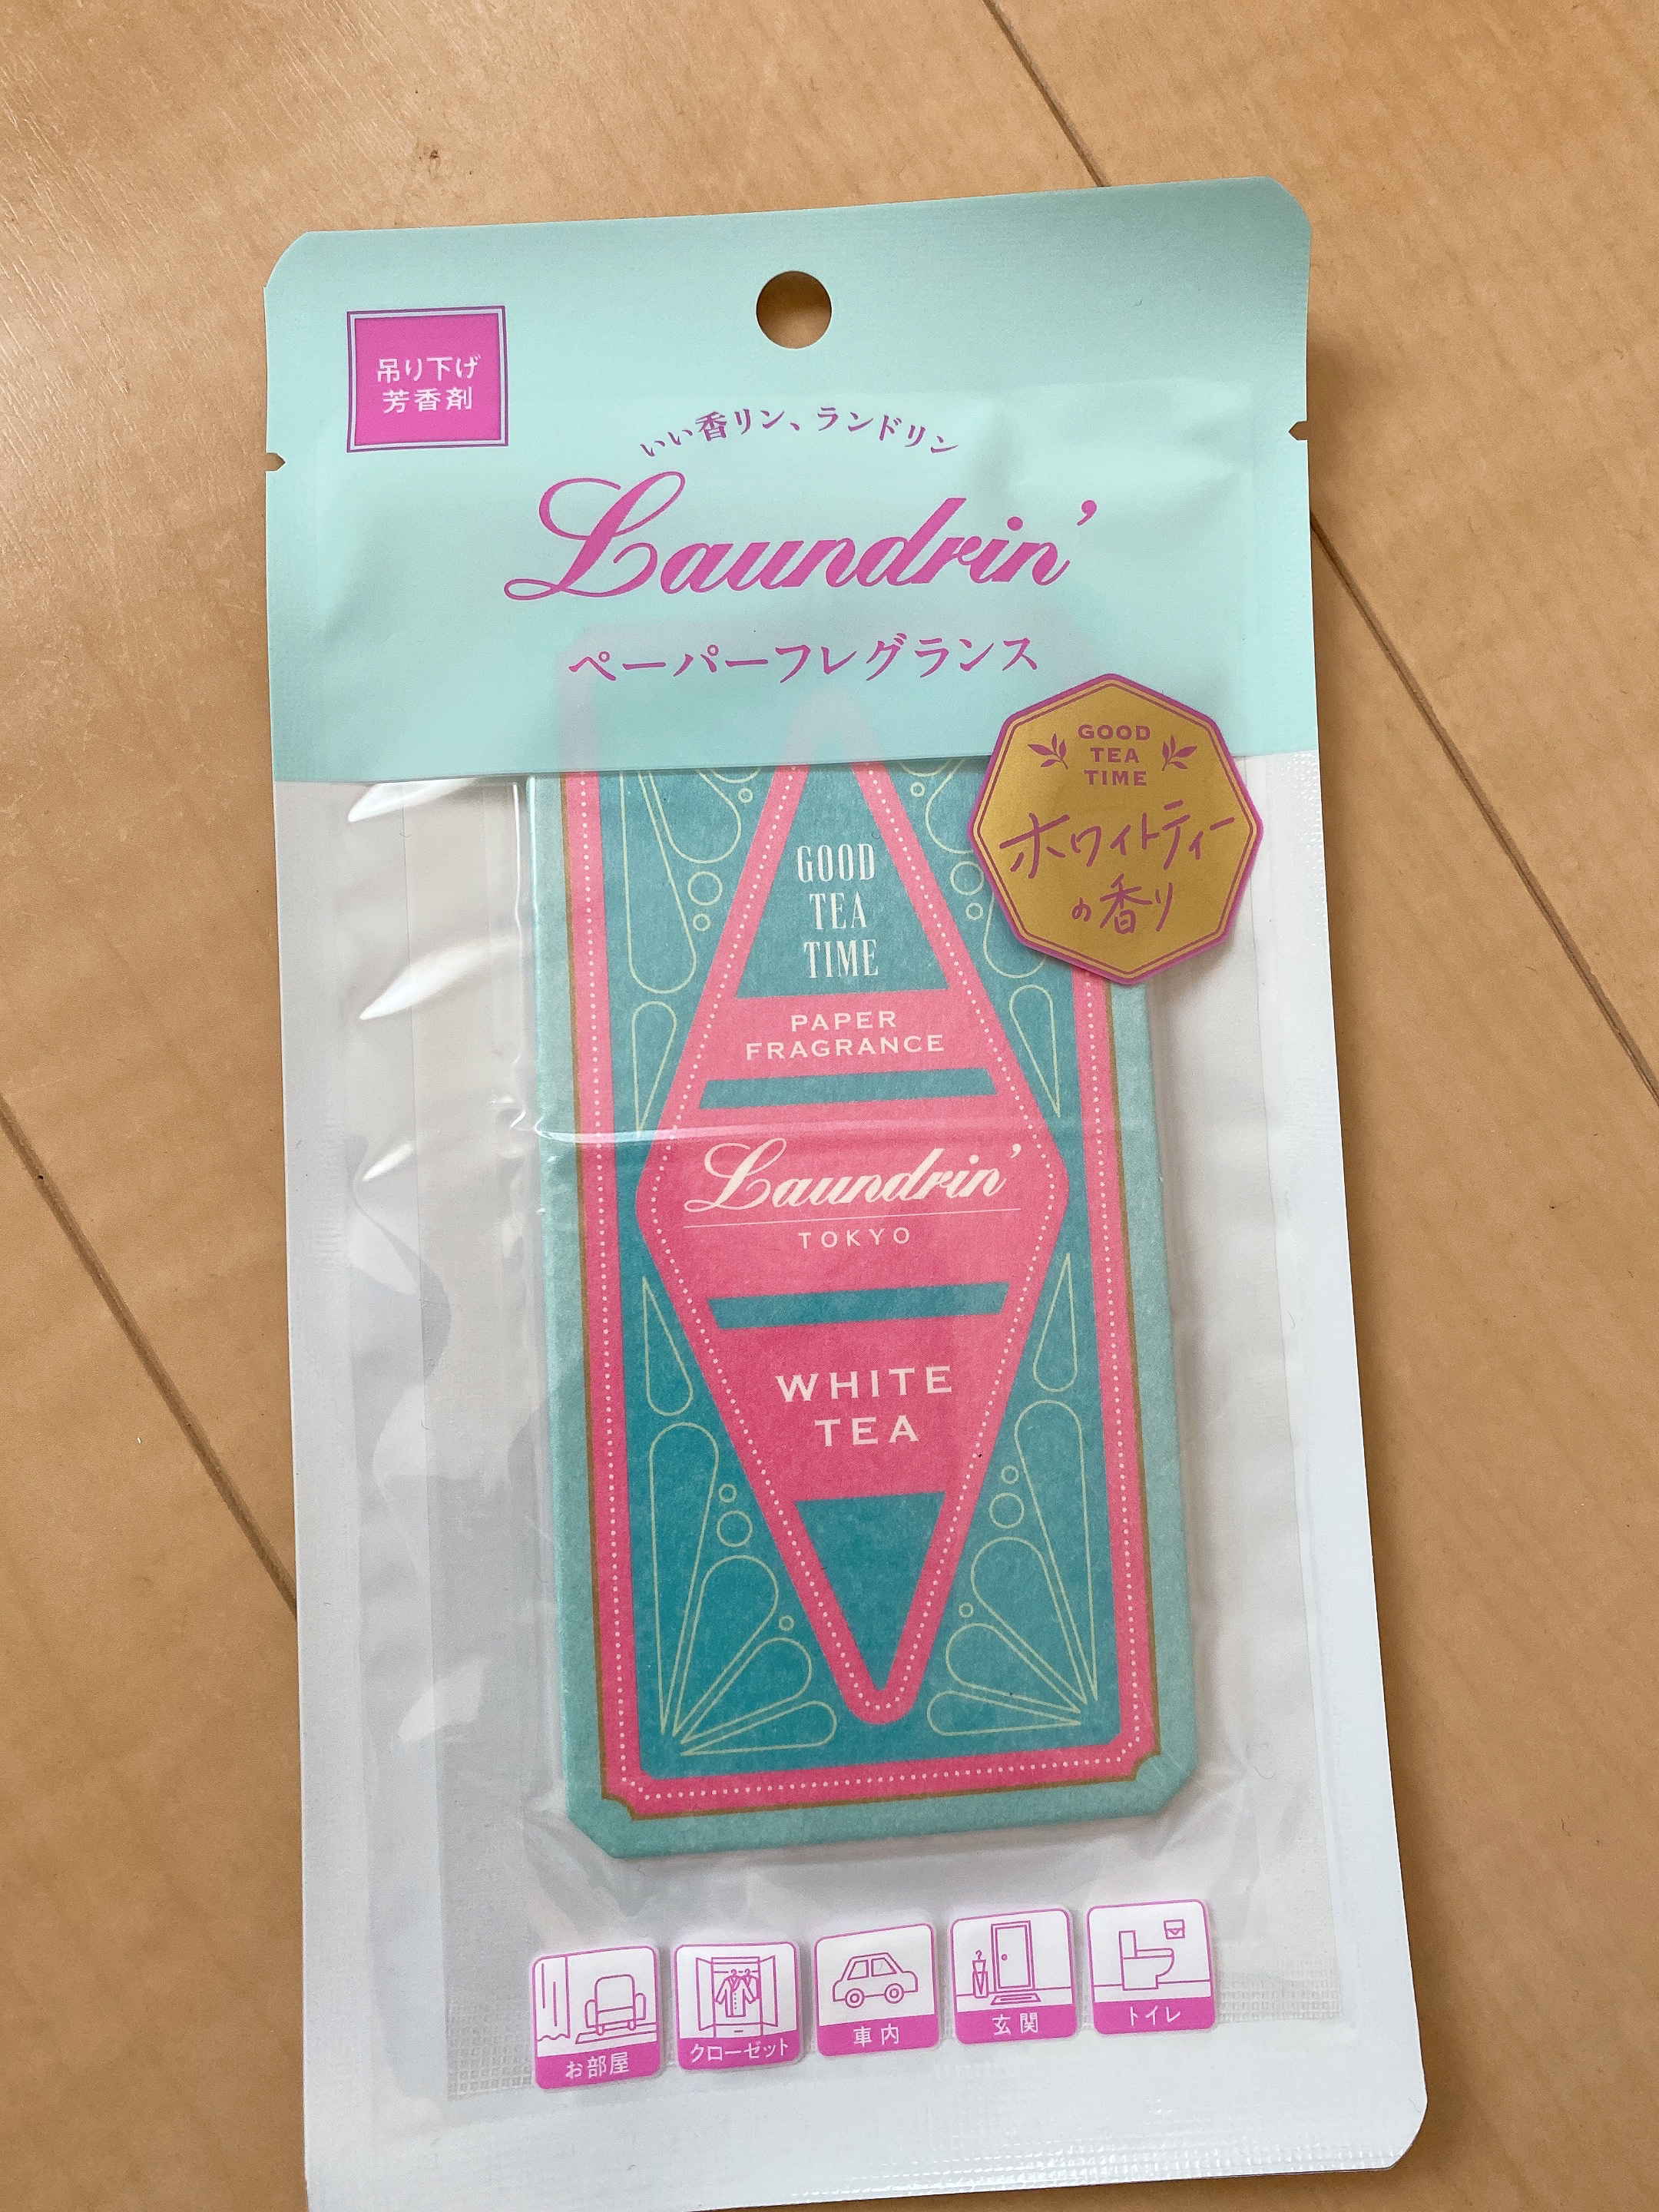 吊り下げ
芳香剤
いい香リン、ランドリン
Laundrin'
ペーパーフレグランス
GOOD
TEA
TIME
ホワイトティー
の香り
GOOD
TEA
TIME
PAPER
FRAGRANCE
Laundrin'
TOKYO
WHITE
TEA
お部屋
クローゼット
車内
玄関
トイレ